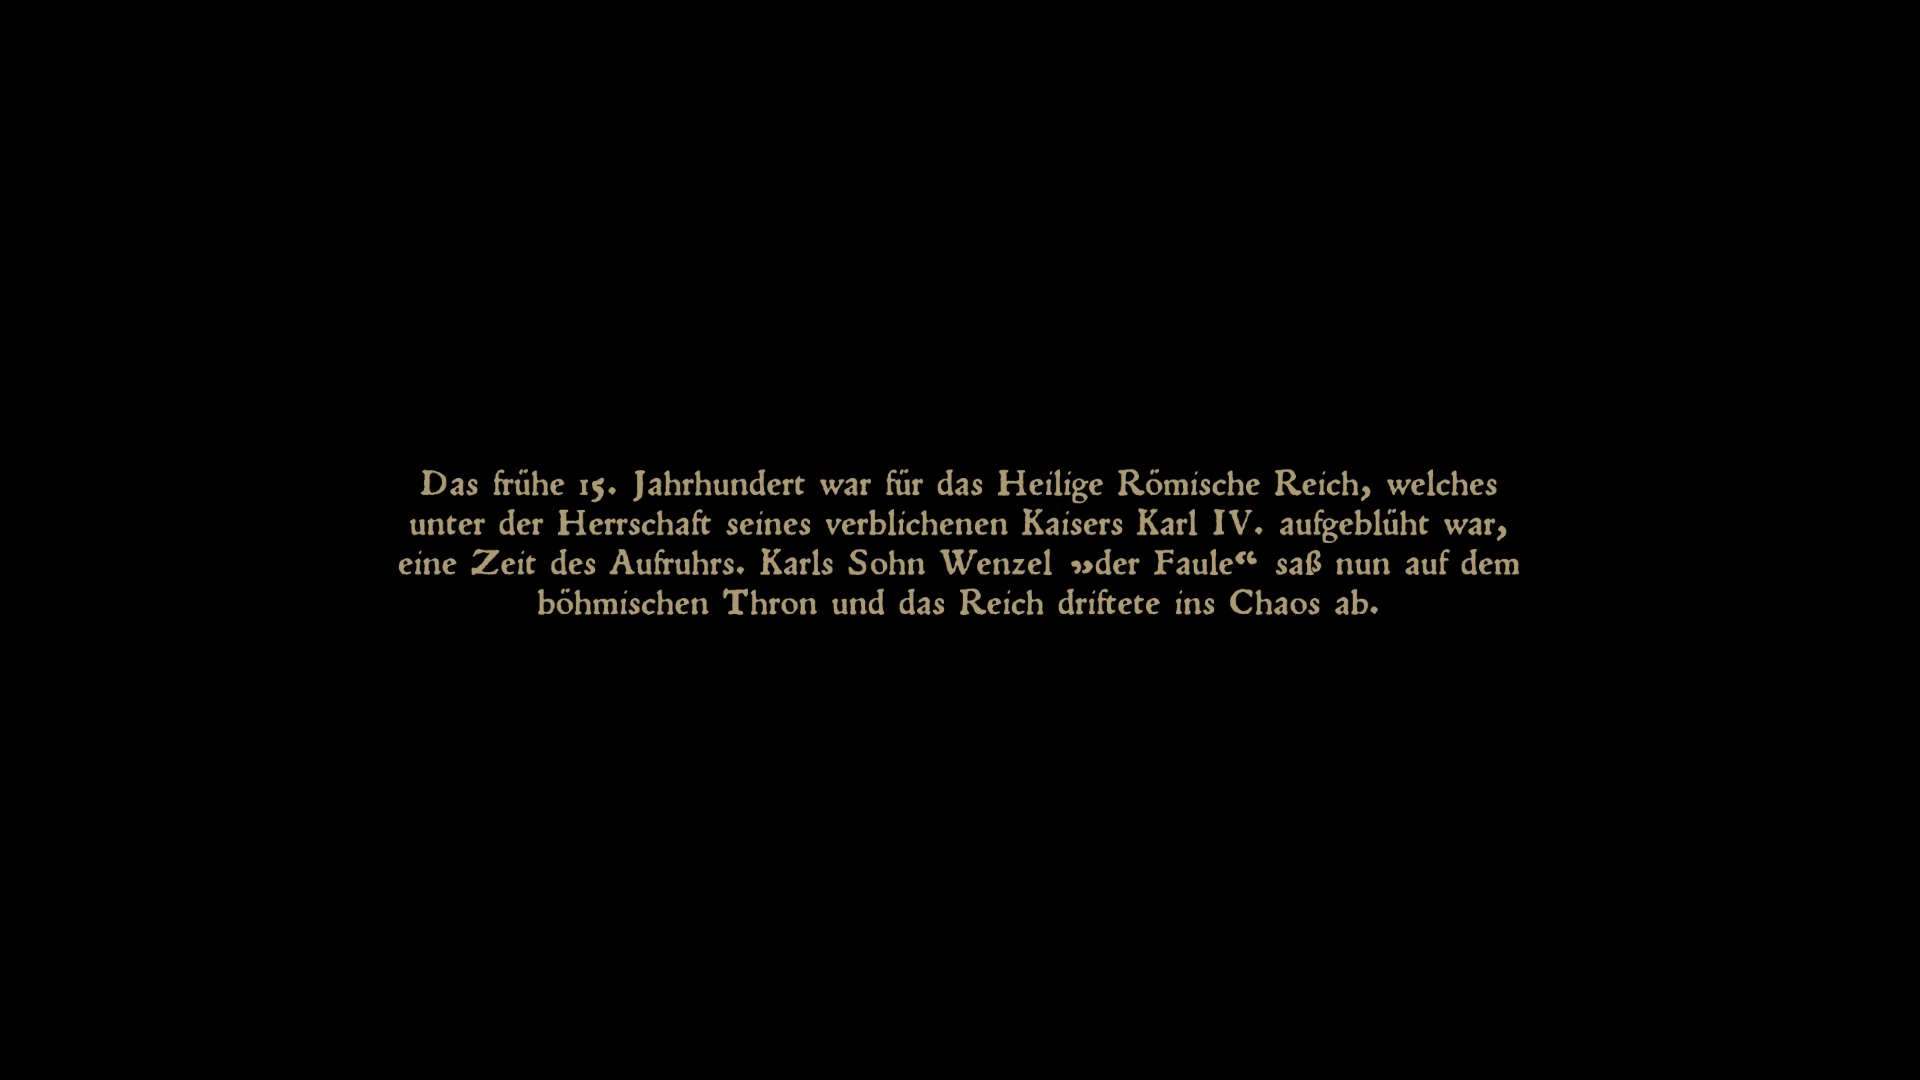 Das frühe 15. Jahrhundert war für das Heilige Römische Reich, welches
unter der Herrschaft seines verblichenen Kaisers Karl IV. aufgeblüht war,
eine Zeit des Aufruhrs. Karls Sohn Wenzel „der Faule“ saß nun auf dem
böhmischen Thron und das Reich driftete ins Chaos ab.